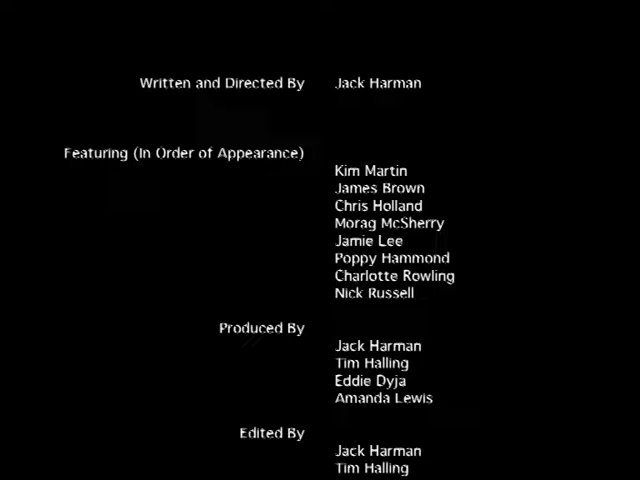 Written and Directed By Jack Harman
Featuring (In Order of Appearance)
Kim Martin
James Brown
Chris Holland
Morag McSherry
Jamie Lee
Poppy Hammond
Charlotte Rowling
Nick Russell
Produced By
Jack Harman
Tim Halling
Eddie Dyja
Amanda Lewis
Edited By
Jack Harman
Tim Halling